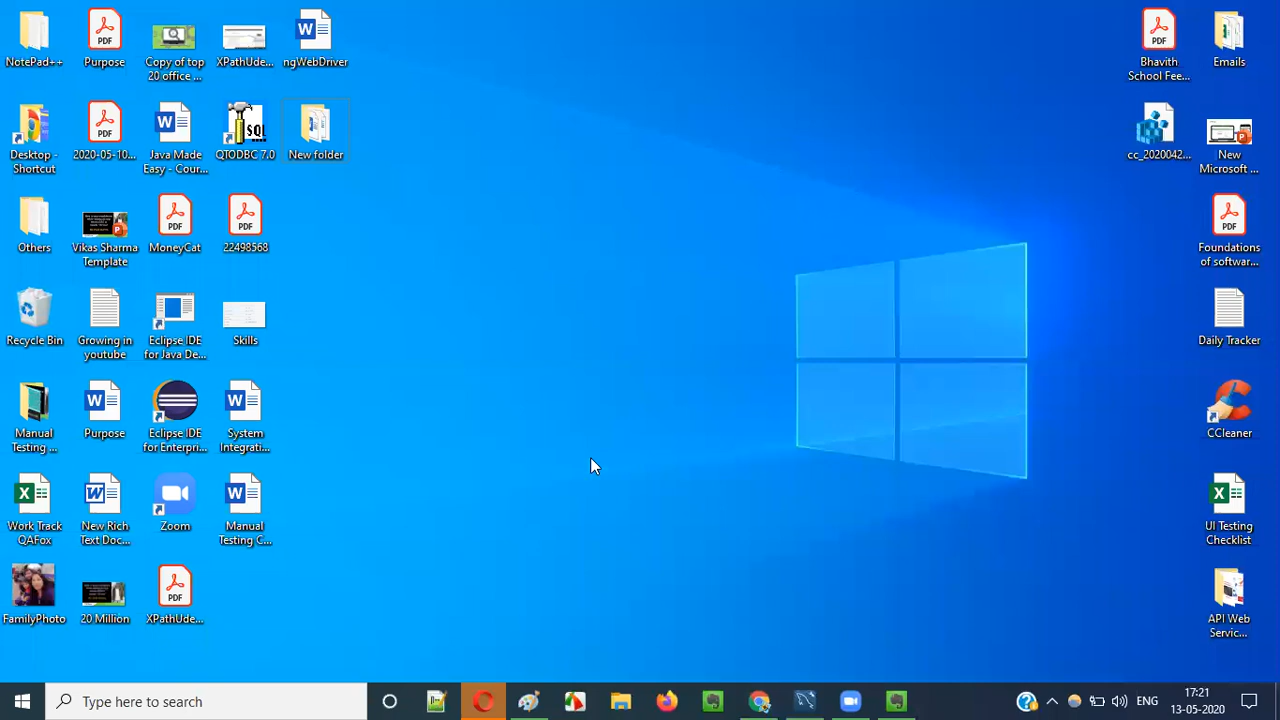 NotePad++
Purpose
Copy of top
20 office ...
XPathUde...
ngWebDriver
Bhavith
School Fee...
Emails
Desktop -
Shortcut
2020-05-10...
Java Made
Easy - Cour...
SQL
QTODBC 7.0
New folder
cc_2020042...
New
Microsoft ...
Others
Vikas Sharma
Template
MoneyCat
22498568
Foundations
of softwar...
Recycle Bin
Growing in
youtube
Eclipse IDE
for Java De...
Skills
Daily Tracker
Manual
Testing ...
Purpose
Eclipse IDE
for Enterpri...
System
Integrati...
CCleaner
Work Track
QAFox
New Rich
Text Doc...
Zoom
Manual
Testing C...
UI Testing
Checklist
FamilyPhoto
20 Million
XPathUde...
API Web
Servic...
Type here to search
ENG
17:21
13-05-2020